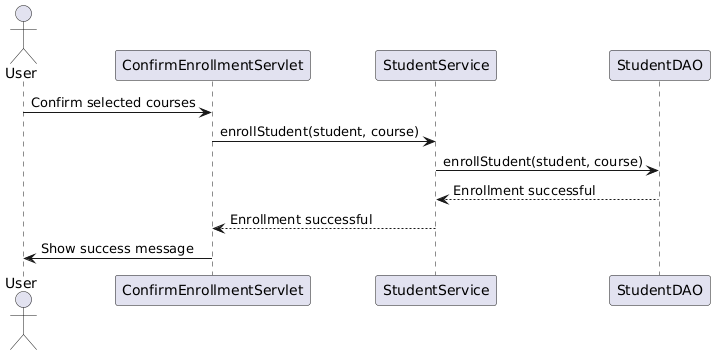 User
ConfirmEnrollmentServlet
StudentService
StudentDAO
Confirm selected courses
enrollStudent(student, course)
enrollStudent(student, course)
Enrollment successful
Enrollment successful
Show success message
User
ConfirmEnrollmentServlet
StudentService
StudentDAO